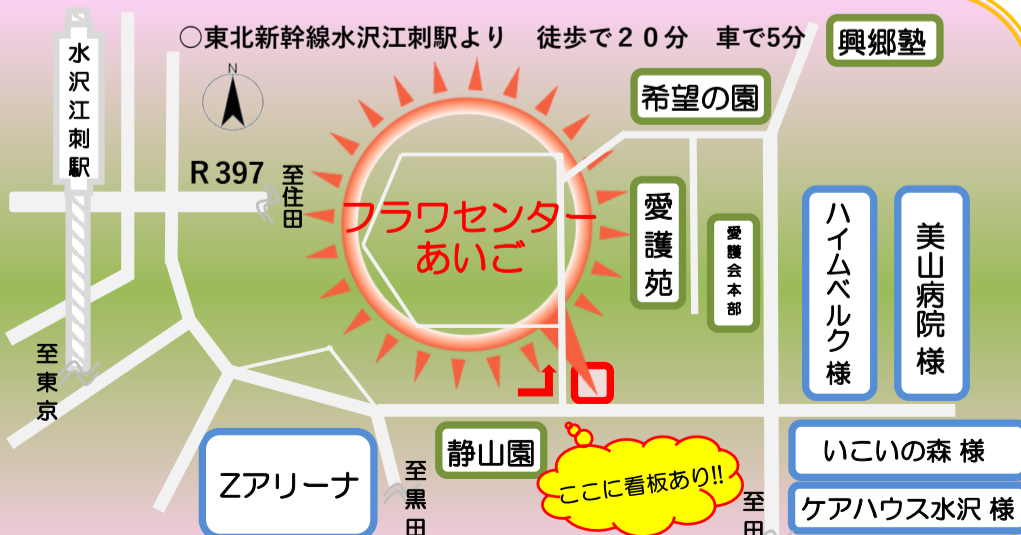 ○東北新幹線水沢江刺駅より 徒歩で20分 車で5分
興郷塾
水沢江刺駅
N
希望の園
R 397
至住田
フラワセンター
あいご
愛護苑
愛護会本部
ハイムベルク 様
美山病院 様
至東京
Zアリーナ
静山園
至黒田
ここに看板あり!!
至田
いこいの森 様
ケアハウス水沢 様